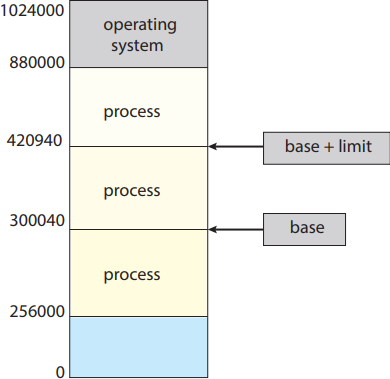 1024000
operating
system
880000
process
420940
base + limit
process
300040
base
process
256000
0